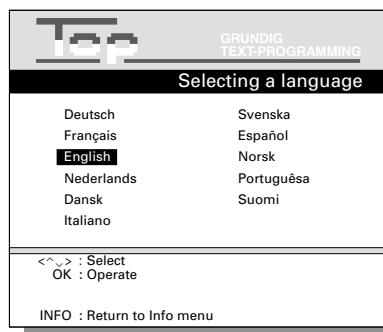 Top
GRUNDIG
TEXT-PROGRAMMING
Selecting a language
Deutsch
Français
English
Nederlands
Dansk
Italiano
Svenska
Español
Norsk
Portuguêsa
Suomi
<^⌄> : Select
OK : Operate
INFO : Return to Info menu